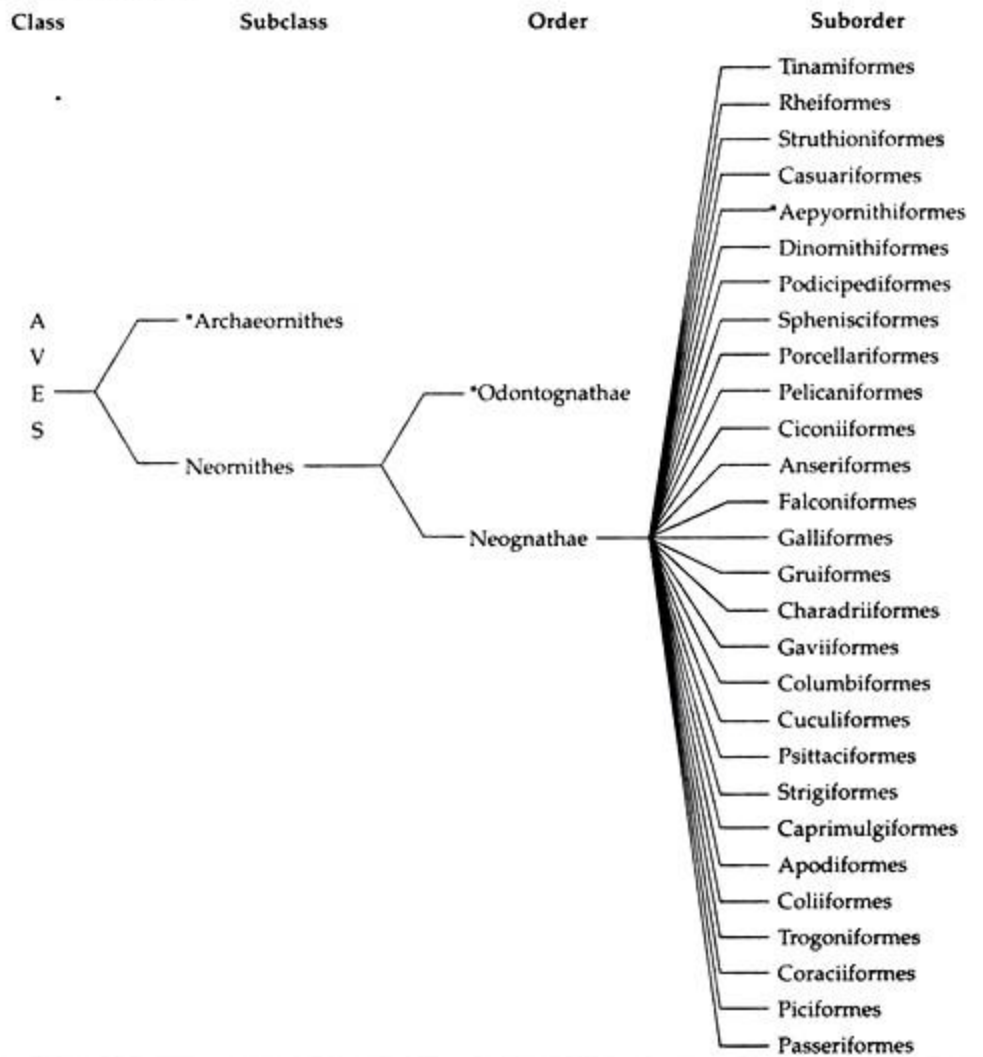 Class Subclass Order Suborder
Tinamiformes
Rheiformes
Struthioniformes
Casuariformes
*Aepyornithiformes
Dinornithiformes
Podicipediformes
A *Archaeornithes Sphenisciformes
V Porcellariformes
E *Odontognathae Pelicaniformes
S Ciconiiformes
Neornithes Anseriformes
Falconiformes
Neognathae Galliformes
Gruiformes
Charadriiformes
Gaviiformes
Columbiformes
Cuculiformes
Psittaciformes
Strigiformes
Caprimulgiformes
Apodiformes
Coliiformes
Trogoniformes
Coraciiformes
Piciformes
Passeriformes